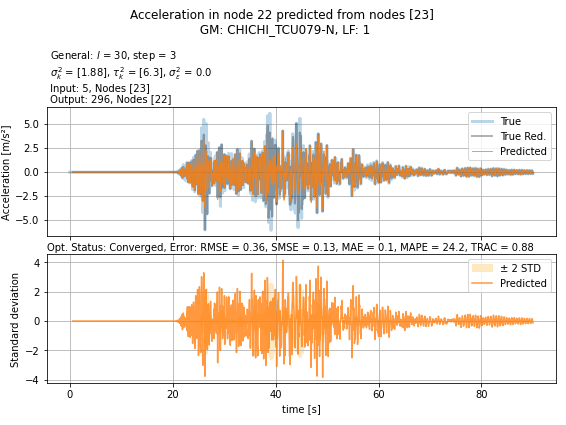 Acceleration in node 22 predicted from nodes [23]
GM: CHICHI_TCU079-N, LF: 1
General: l = 30, step = 3
σ²ₖ = [1.88], τ²ₖ = [6.3], σ²ε = 0.0
Input: 5, Nodes [23]
Output: 296, Nodes [22]
Acceleration [m/s²]
5.0
2.5
0.0
−2.5
−5.0
True
True Red.
Predicted
Opt. Status: Converged, Error: RMSE = 0.36, SMSE = 0.13, MAE = 0.1, MAPE = 24.2, TRAC = 0.88
Standard deviation
4
2
0
−2
−4
± 2 STD
Predicted
0
20
40
60
80
time [s]